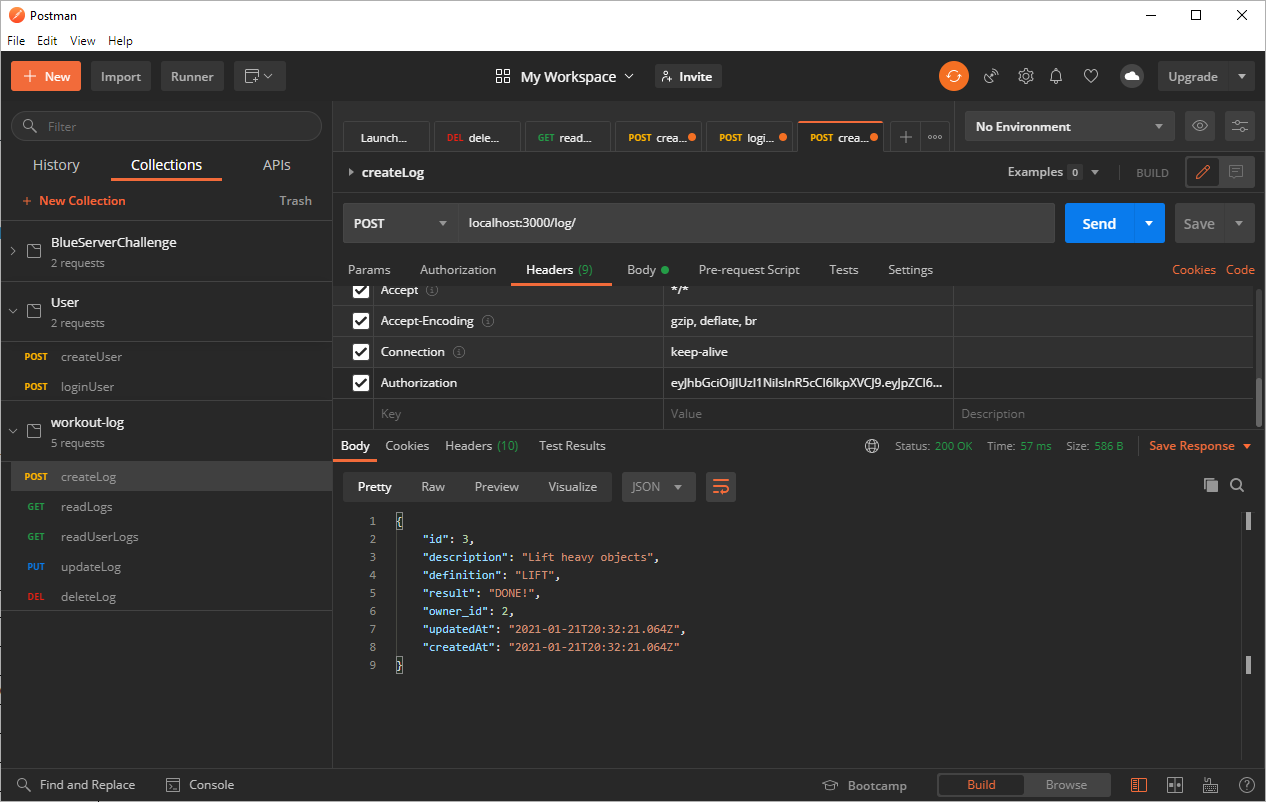 Postman
File Edit View Help
New Import Runner My Workspace Invite Upgrade
Filter
History Collections APIs
New Collection Trash
BlueServerChallenge
2 requests
User
2 requests
POST createUser
POST loginUser
workout-log
5 requests
POST createLog
GET readLogs
GET readUserLogs
PUT updateLog
DEL deleteLog
Launch... DEL dele... GET read... POST crea... POST logi... POST crea... No Environment
createLog Examples 0 BUILD
POST localhost:3000/log/ Send Save
Params Authorization Headers (9) Body Pre-request Script Tests Settings Cookies Code
Accept */*
Accept-Encoding gzip, deflate, br
Connection keep-alive
Authorization eyJhbGciOiJIUzI1NiIsInR5cCI6IkpXVCJ9.eyJpZCI6...
Key Value Description
Body Cookies Headers (10) Test Results Status: 200 OK Time: 57 ms Size: 586 B Save Response
Pretty Raw Preview Visualize JSON
1 {
2 "id": 3,
3 "description": "Lift heavy objects",
4 "definition": "LIFT",
5 "result": "DONE!",
6 "owner_id": 2,
7 "updatedAt": "2021-01-21T20:32:21.064Z",
8 "createdAt": "2021-01-21T20:32:21.064Z"
9 }
Find and Replace Console Bootcamp Build Browse